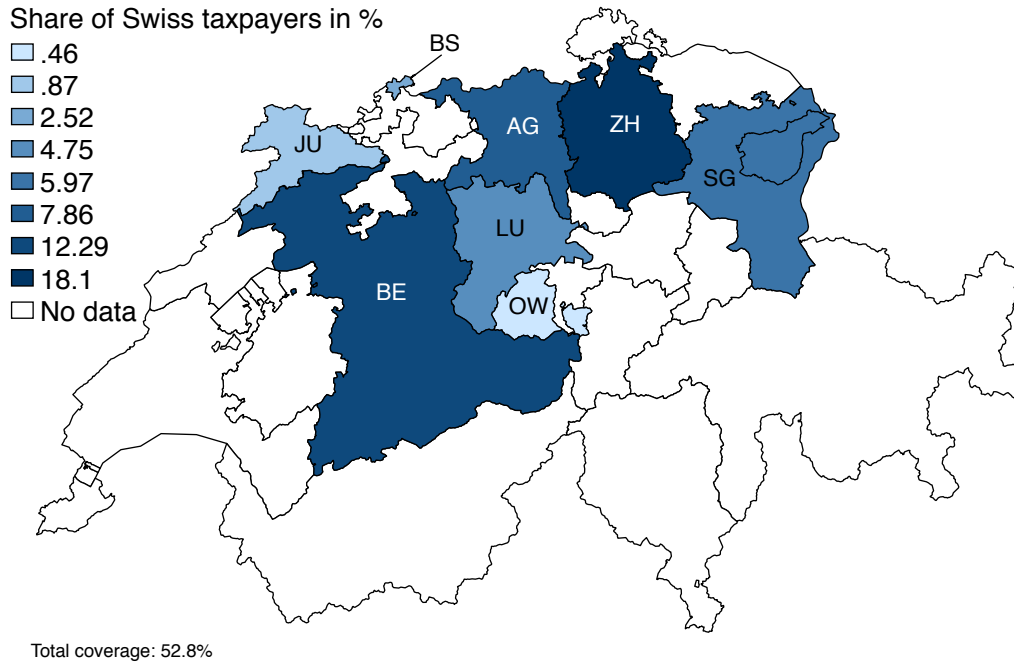 Share of Swiss taxpayers in %
.46
.87
2.52
4.75
5.97
7.86
12.29
18.1
No data
BS
JU
AG
ZH
SG
LU
BE
OW
Total coverage: 52.8%